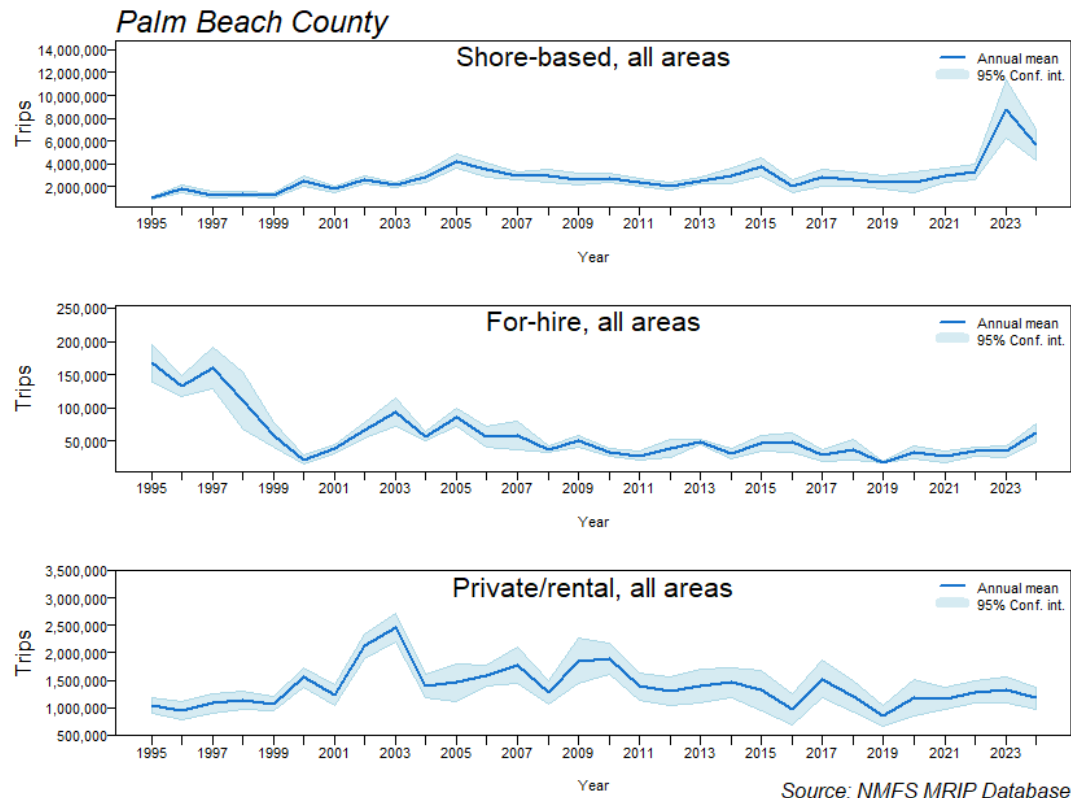 Palm Beach County
Shore-based, all areas
Annual mean
95% Conf. int.
Trips
14,000,000
12,000,000
10,000,000
8,000,000
6,000,000
4,000,000
2,000,000
1995 1997 1999 2001 2003 2005 2007 2009 2011 2013 2015 2017 2019 2021 2023
Year
For-hire, all areas
Annual mean
95% Conf. int.
Trips
250,000
200,000
150,000
100,000
50,000
1995 1997 1999 2001 2003 2005 2007 2009 2011 2013 2015 2017 2019 2021 2023
Year
Private/rental, all areas
Annual mean
95% Conf. int.
Trips
3,500,000
3,000,000
2,500,000
2,000,000
1,500,000
1,000,000
500,000
1995 1997 1999 2001 2003 2005 2007 2009 2011 2013 2015 2017 2019 2021 2023
Year
Source: NMFS MRIP Database